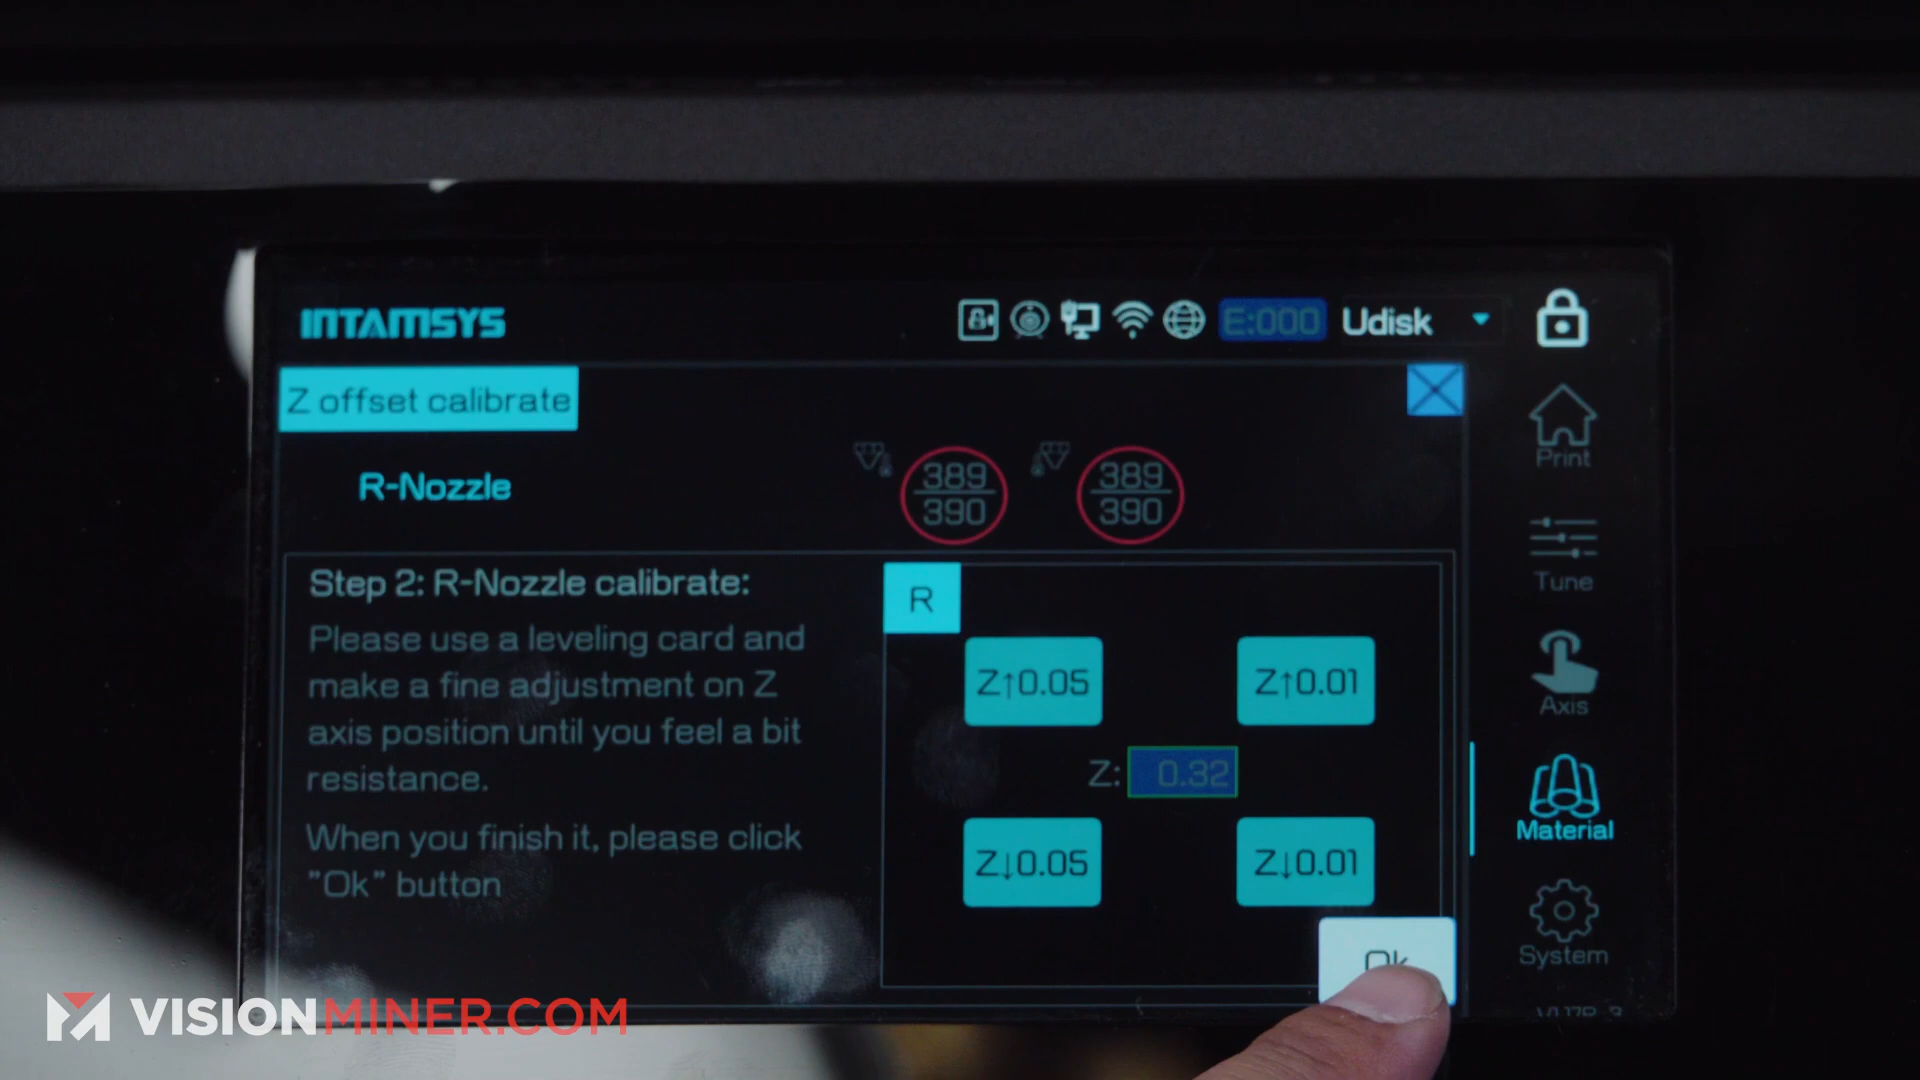 INTAMSYS
E:000 Udisk
Z offset calibrate
R-Nozzle
389
390
389
390
Print
Tune
Axis
Material
System
Step 2: R-Nozzle calibrate:
Please use a leveling card and
make a fine adjustment on Z
axis position until you feel a bit
resistance.
When you finish it, please click
"Ok" button
R
Z↑0.05
Z↑0.01
Z: 0.32
Z↓0.05
Z↓0.01
Ok
VISIONMINER.COM